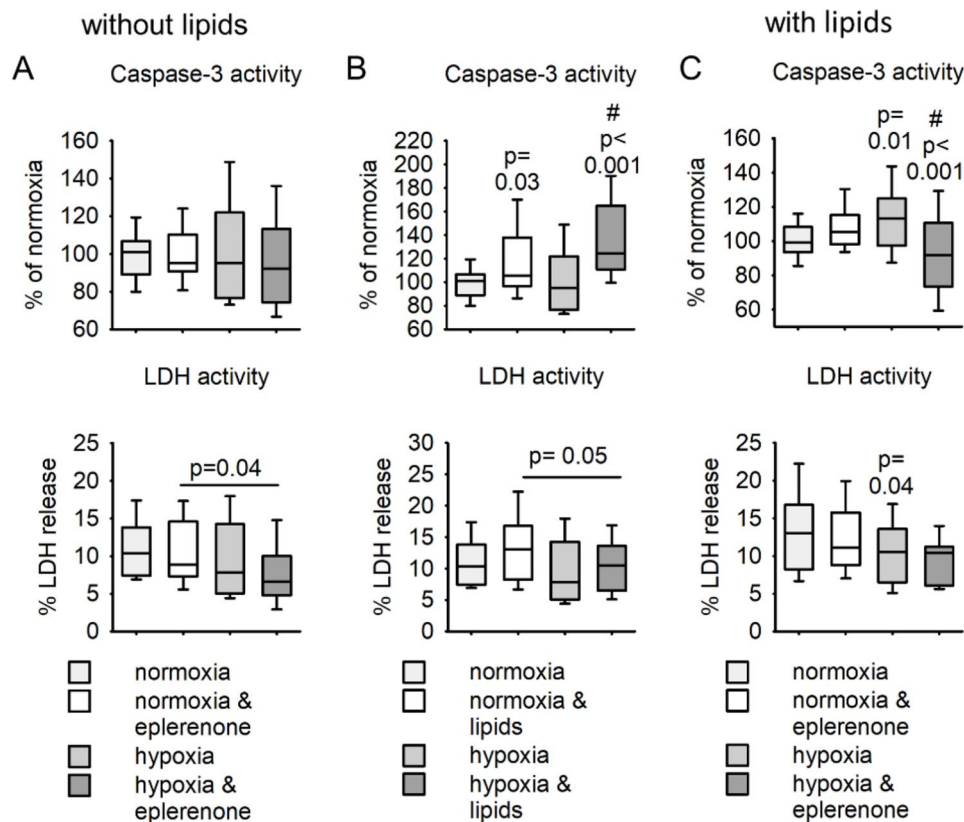 without lipids
with lipids
A
B
C
Caspase-3 activity
Caspase-3 activity
Caspase-3 activity
% of normoxia
160
140
120
100
80
60
% of normoxia
220
200
180
160
140
120
100
80
60
p=
0.03
#
p<
0.001
% of normoxia
160
140
120
100
80
60
p=
0.01
#
p<
0.001
LDH activity
LDH activity
LDH activity
% LDH release
25
20
15
10
5
0
p=0.04
% LDH release
30
25
20
15
10
5
0
p= 0.05
% LDH release
25
20
15
10
5
0
p=
0.04
normoxia
normoxia &
eplerenone
hypoxia
hypoxia &
eplerenone
normoxia
normoxia &
lipids
hypoxia
hypoxia &
lipids
normoxia
normoxia &
eplerenone
hypoxia
hypoxia &
eplerenone